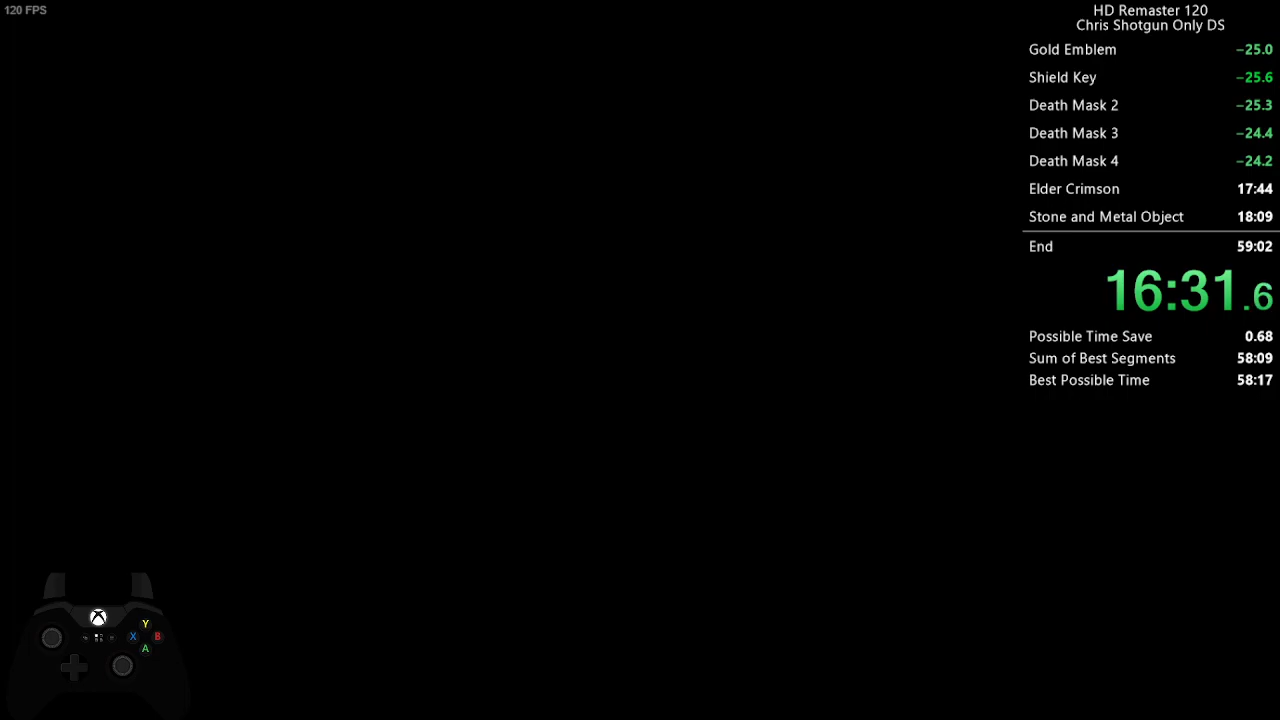 120 FPS
HD Remaster 120
Chris Shotgun Only DS
Gold Emblem −25.0
Shield Key −25.6
Death Mask 2 −25.3
Death Mask 3 −24.4
Death Mask 4 −24.2
Elder Crimson 17:44
Stone and Metal Object 18:09
End 59:02
16:31.6
Possible Time Save 0.68
Sum of Best Segments 58:09
Best Possible Time 58:17
Y
X B
A